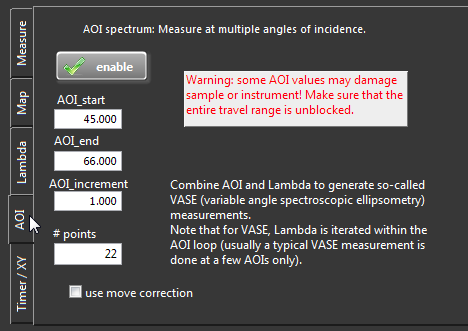 Measure
Map
Lambda
AOI
Timer / XY
AOI spectrum: Measure at multiple angles of incidence.
enable
Warning: some AOI values may damage
sample or instrument! Make sure that the
entire travel range is unblocked.
AOI_start
45.000
AOI_end
66.000
AOI_increment
1.000
# points
22
Combine AOI and Lambda to generate so-called
VASE (variable angle spectroscopic ellipsometry)
measurements.
Note that for VASE, Lambda is iterated within the
AOI loop (usually a typical VASE measurement is
done at a few AOIs only).
use move correction